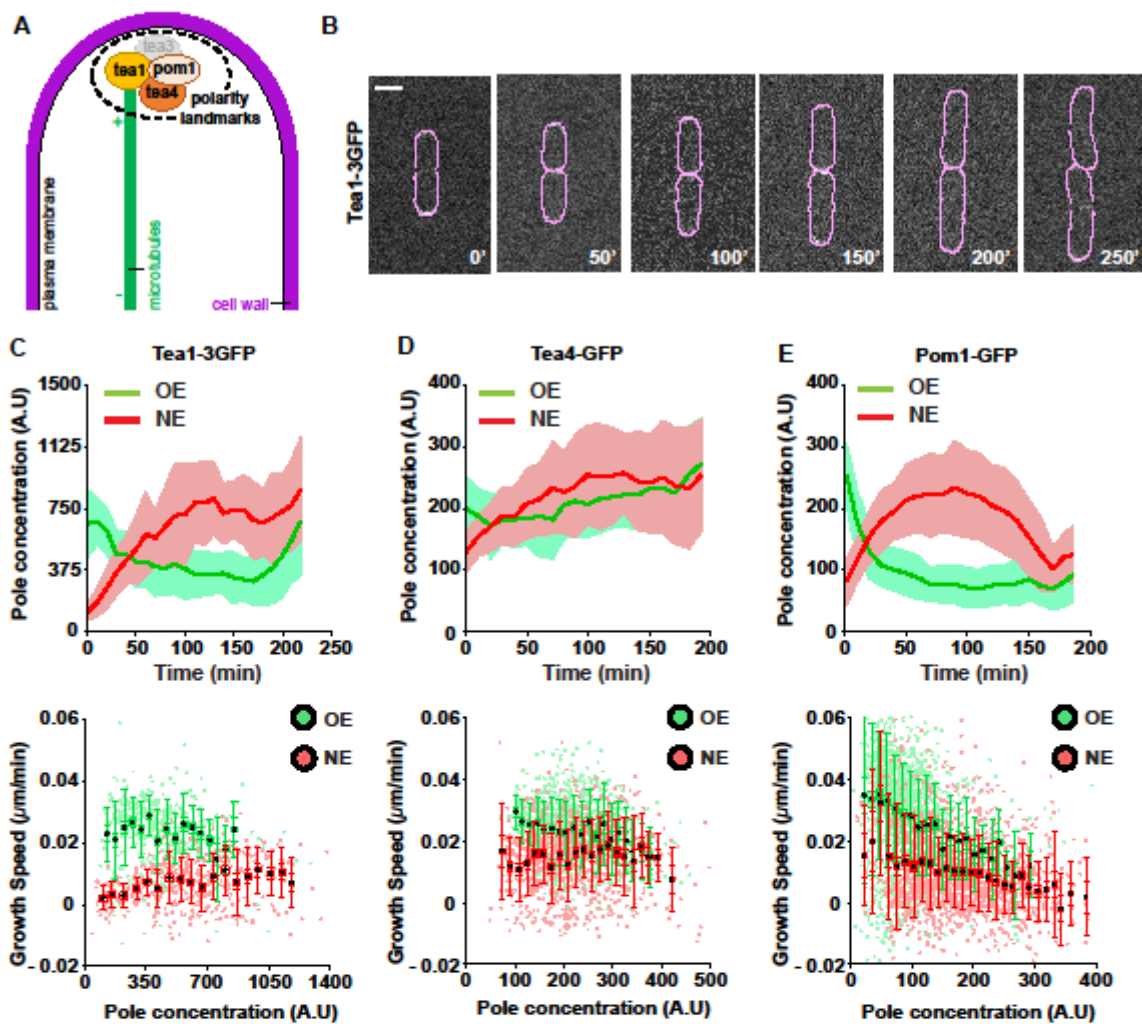 A
tea3
tea1
pom1
tea4
polarity
landmarks
+
-
plasma membrane
microtubules
cell wall
B
Tea1-3GFP
0'
50'
100'
150'
200'
250'
C
Tea1-3GFP
OE
NE
Pole concentration (A.U)
1500
1125
750
375
0
0 50 100 150 200 250
Time (min)
D
Tea4-GFP
OE
NE
Pole concentration (A.U)
400
300
200
100
0
0 50 100 150 200
Time (min)
E
Pom1-GFP
OE
NE
Pole concentration (A.U)
400
300
200
100
0
0 50 100 150 200
Time (min)
OE
NE
Growth Speed (µm/min)
0.06
0.04
0.02
0
- 0.02
0 350 700 1050 1400
Pole concentration (A.U)
OE
NE
Growth Speed (µm/min)
0.06
0.04
0.02
0
- 0.02
0 100 200 300 400 500
Pole concentration (A.U)
OE
NE
Growth Speed (µm/min)
0.06
0.04
0.02
0
- 0.02
0 100 200 300 400
Pole concentration (A.U)